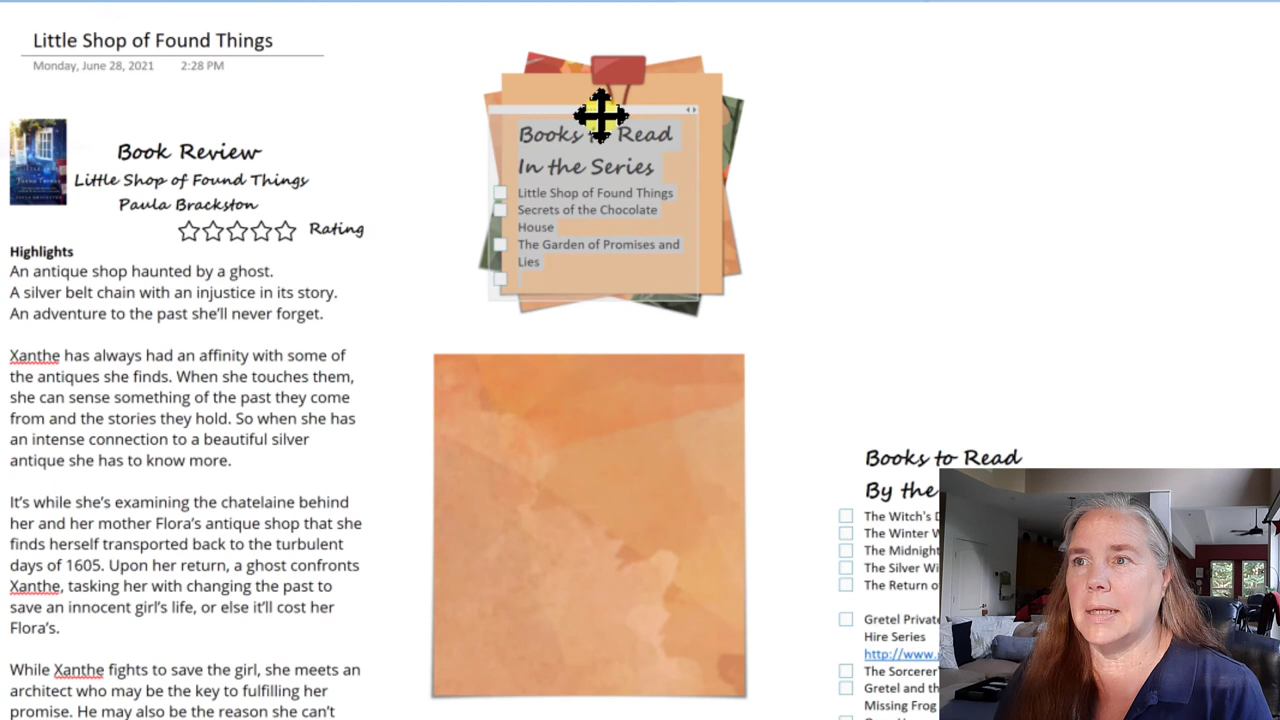 Little Shop of Found Things
Monday, June 28, 2021 2:28 PM
Book Review
Little Shop of Found Things
Paula Brackston
Rating
Highlights
An antique shop haunted by a ghost.
A silver belt chain with an injustice in its story.
An adventure to the past she'll never forget.
Xanthe has always had an affinity with some of
the antiques she finds. When she touches them,
she can sense something of the past they come
from and the stories they hold. So when she has
an intense connection to a beautiful silver
antique she has to know more.
It's while she's examining the chatelaine behind
her and her mother Flora's antique shop that she
finds herself transported back to the turbulent
days of 1605. Upon her return, a ghost confronts
Xanthe, tasking her with changing the past to
save an innocent girl's life, or else it'll cost her
Flora's.
While Xanthe fights to save the girl, she meets an
architect who may be the key to fulfilling her
promise. He may also be the reason she can't
Books Read
In the Series
Little Shop of Found Things
Secrets of the Chocolate
House
The Garden of Promises and
Lies
Books to Read
By the
The Witch's
The Winter
The Midnight
The Silver
The Return
Gretel Private
Hire Series
http://www.
The Sorcerer
Gretel and
Missing Frog